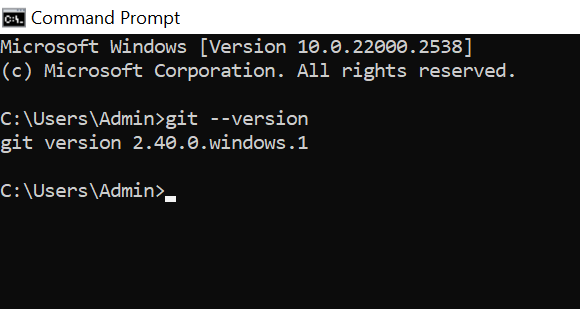 Command Prompt
Microsoft Windows [Version 10.0.22000.2538]
(c) Microsoft Corporation. All rights reserved.
C:\Users\Admin>git --version
git version 2.40.0.windows.1
C:\Users\Admin>